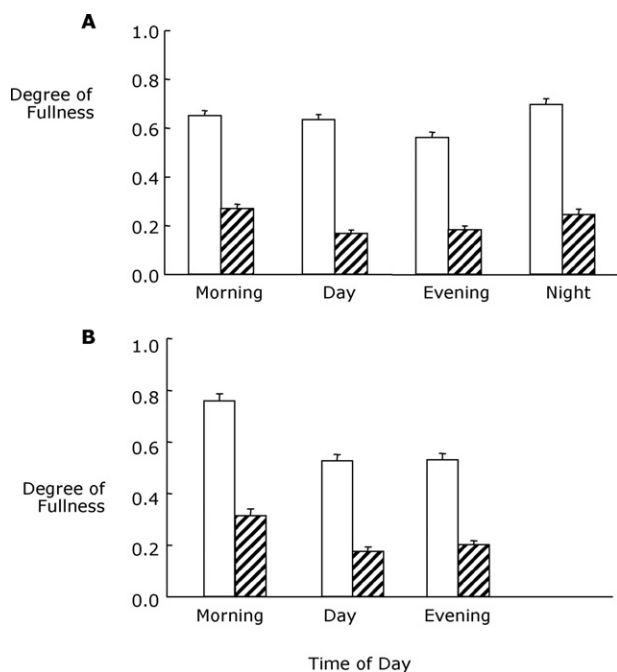 A
Degree of
Fullness
1.0
0.8
0.6
0.4
0.2
0.0
Morning Day Evening Night
B
Degree of
Fullness
1.0
0.8
0.6
0.4
0.2
0.0
Morning Day Evening
Time of Day